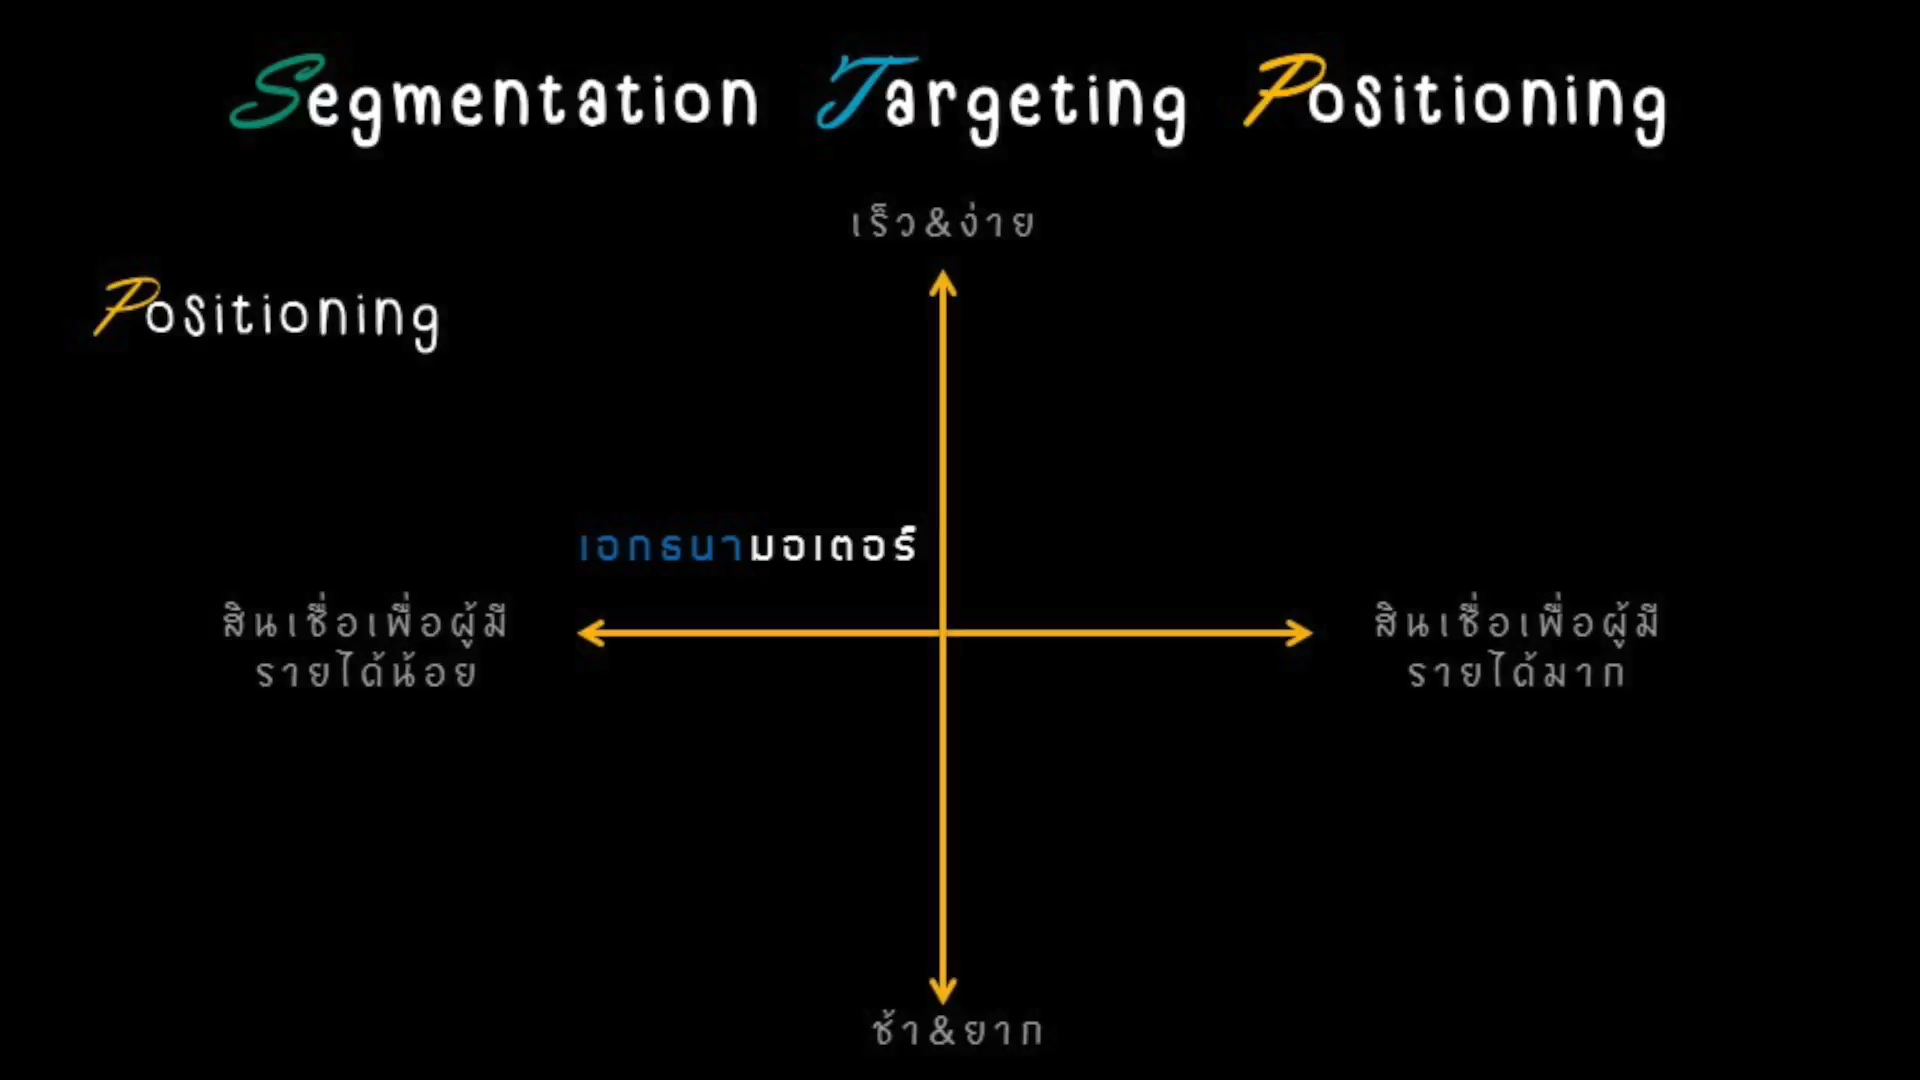 Segmentation Targeting Positioning
เร็ว&ง่าย
Positioning
เอกธนามอเตอร์
สินเชื่อเพื่อผู้มี
รายได้น้อย
สินเชื่อเพื่อผู้มี
รายได้มาก
ช้า&ยาก